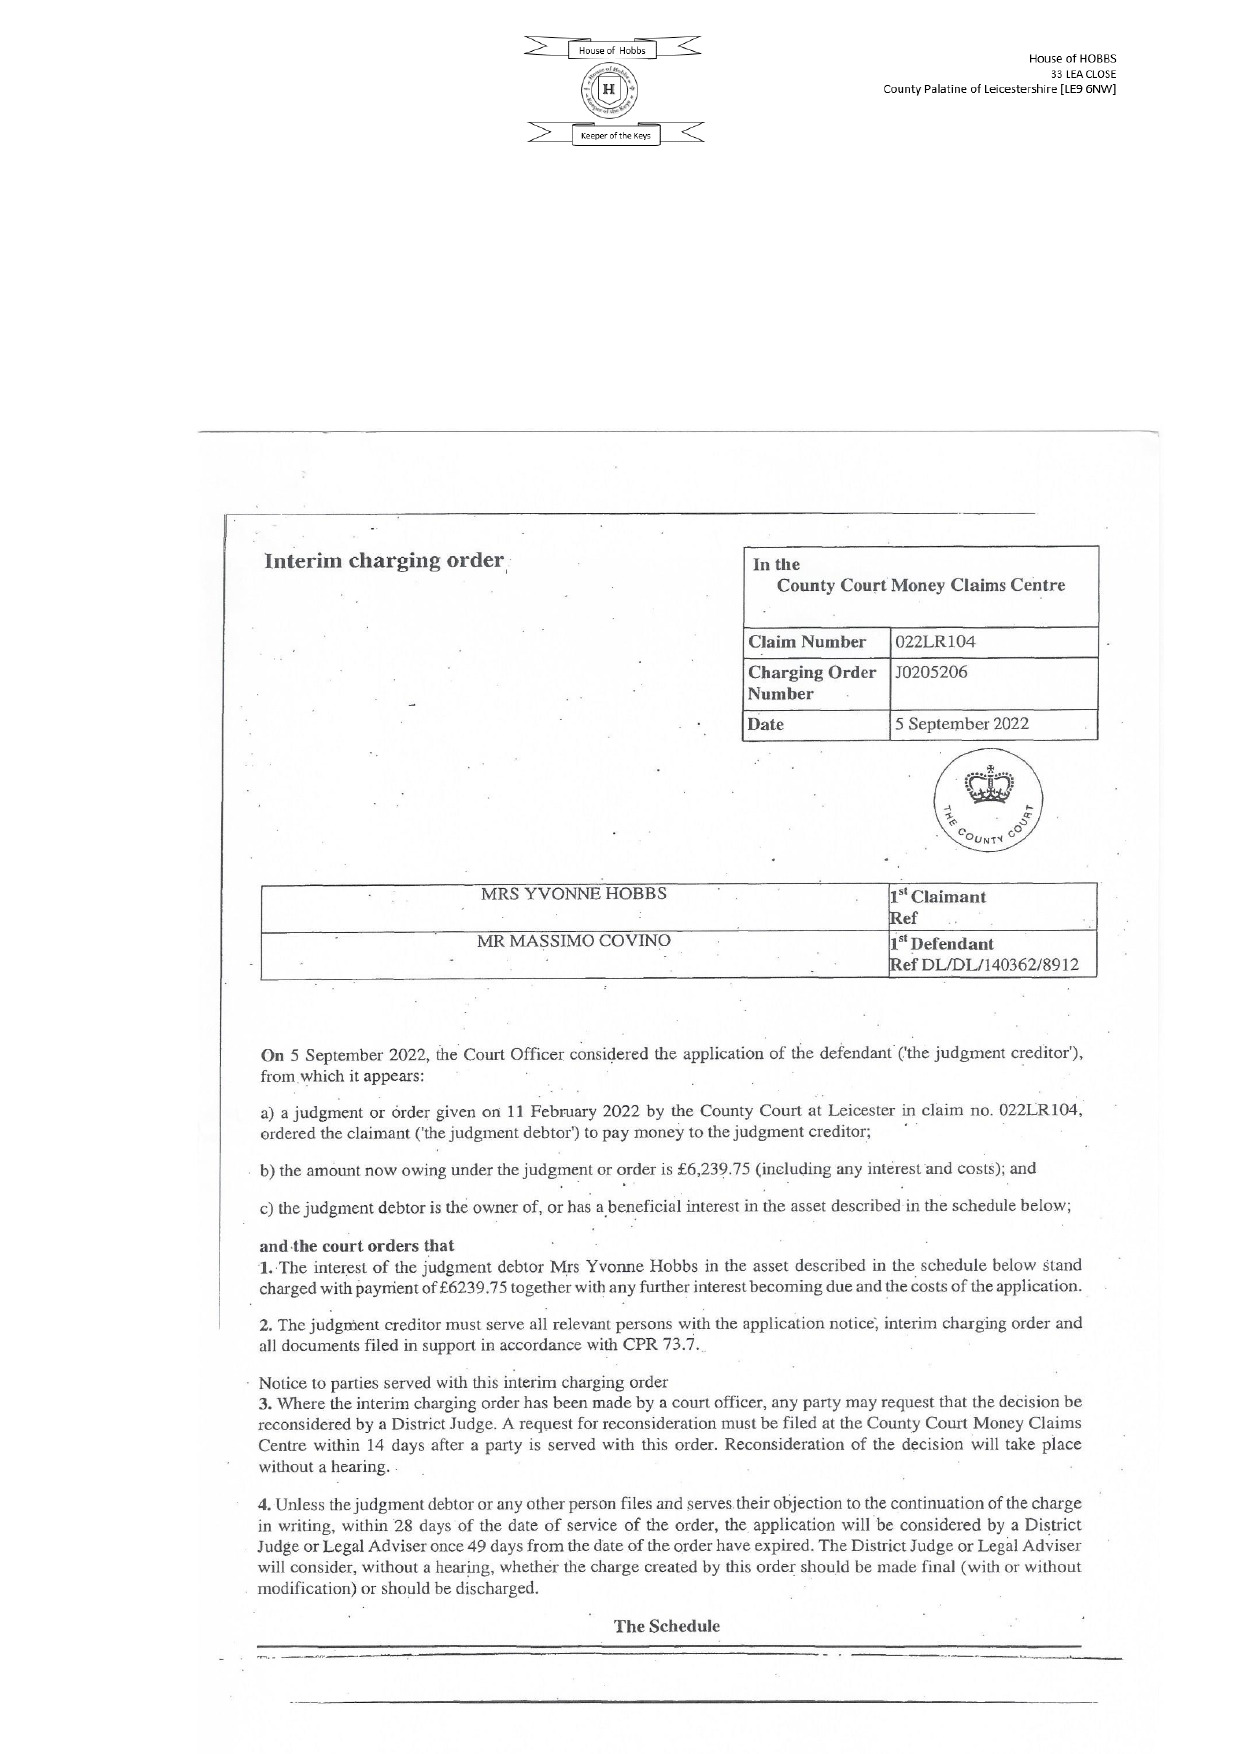 House of Hobbs
House of Hobbs
H
Keeper of the Keys
Keeper of the Keys
House of HOBBS
33 LEA CLOSE
County Palatine of Leicestershire [LE9 6NW]
Interim charging order
In the
County Court Money Claims Centre
Claim Number 022LR104
Charging Order J0205206
Number
Date 5 September 2022
THE COUNTY COURT
MRS YVONNE HOBBS 1st Claimant
Ref
MR MASSIMO COVINO 1st Defendant
Ref DL/DL/140362/8912
On 5 September 2022, the Court Officer considered the application of the defendant ('the judgment creditor'),
from which it appears:
a) a judgment or order given on 11 February 2022 by the County Court at Leicester in claim no. 022LR104,
ordered the claimant ('the judgment debtor') to pay money to the judgment creditor;
b) the amount now owing under the judgment or order is £6,239.75 (including any interest and costs); and
c) the judgment debtor is the owner of, or has a beneficial interest in the asset described in the schedule below;
and the court orders that
1. The interest of the judgment debtor Mrs Yvonne Hobbs in the asset described in the schedule below stand
charged with payment of £6239.75 together with any further interest becoming due and the costs of the application.
2. The judgment creditor must serve all relevant persons with the application notice, interim charging order and
all documents filed in support in accordance with CPR 73.7.
Notice to parties served with this interim charging order
3. Where the interim charging order has been made by a court officer, any party may request that the decision be
reconsidered by a District Judge. A request for reconsideration must be filed at the County Court Money Claims
Centre within 14 days after a party is served with this order. Reconsideration of the decision will take place
without a hearing.
4. Unless the judgment debtor or any other person files and serves their objection to the continuation of the charge
in writing, within 28 days of the date of service of the order, the application will be considered by a District
Judge or Legal Adviser once 49 days from the date of the order have expired. The District Judge or Legal Adviser
will consider, without a hearing, whether the charge created by this order should be made final (with or without
modification) or should be discharged.
The Schedule